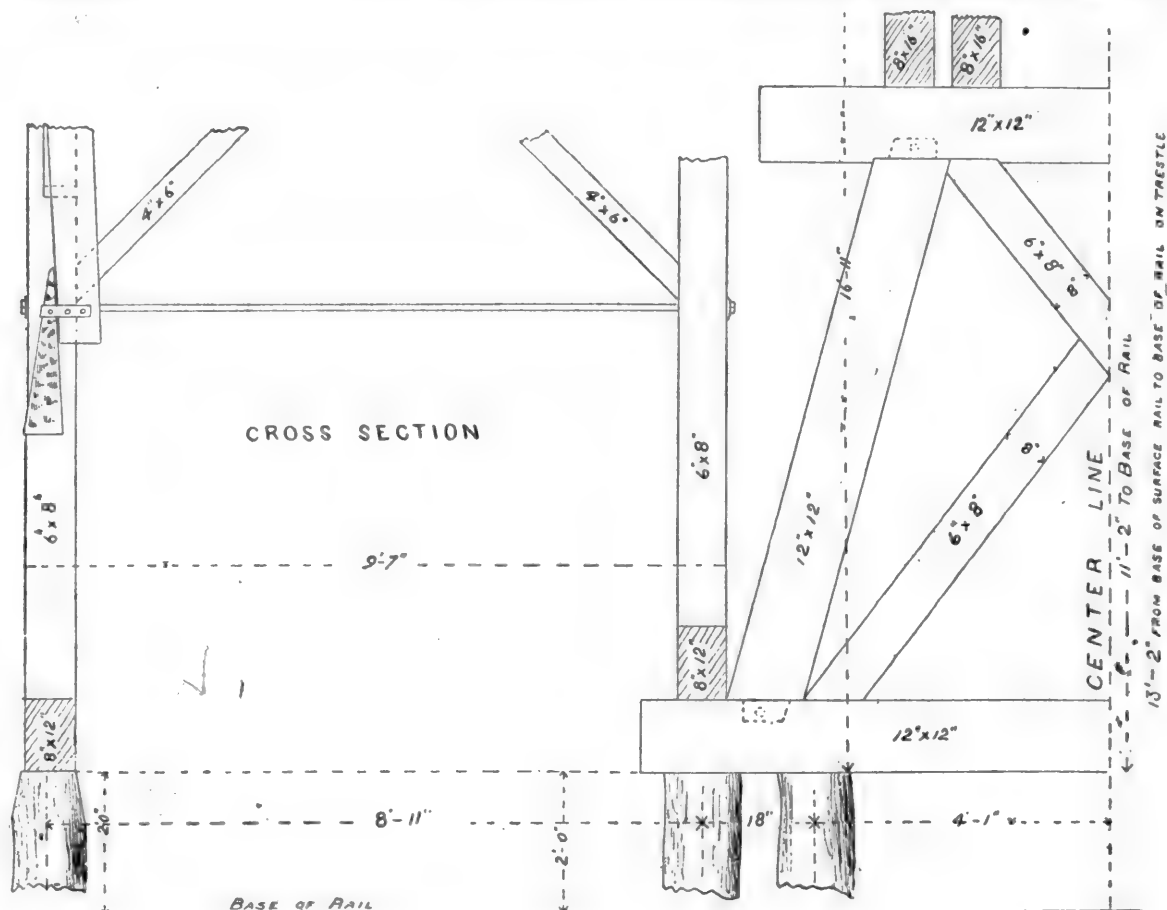 8"x16" 8"x16"
12"x12"
4"x6"
4"x6"
6"x8" 8"
16'-11"
CROSS SECTION
6"x8"
6"x8"
12"x12"
6"x8" 8"
9'-7"
8"x12"
8"x12"
12"x12"
CENTER LINE
11'-2" TO BASE OF RAIL
13'-2" FROM BASE OF SURFACE RAIL TO BASE OF RAIL ON TRESTLE
2'-0"
8'-11"
2'-0"
18"
4'-1"
BASE OF RAIL